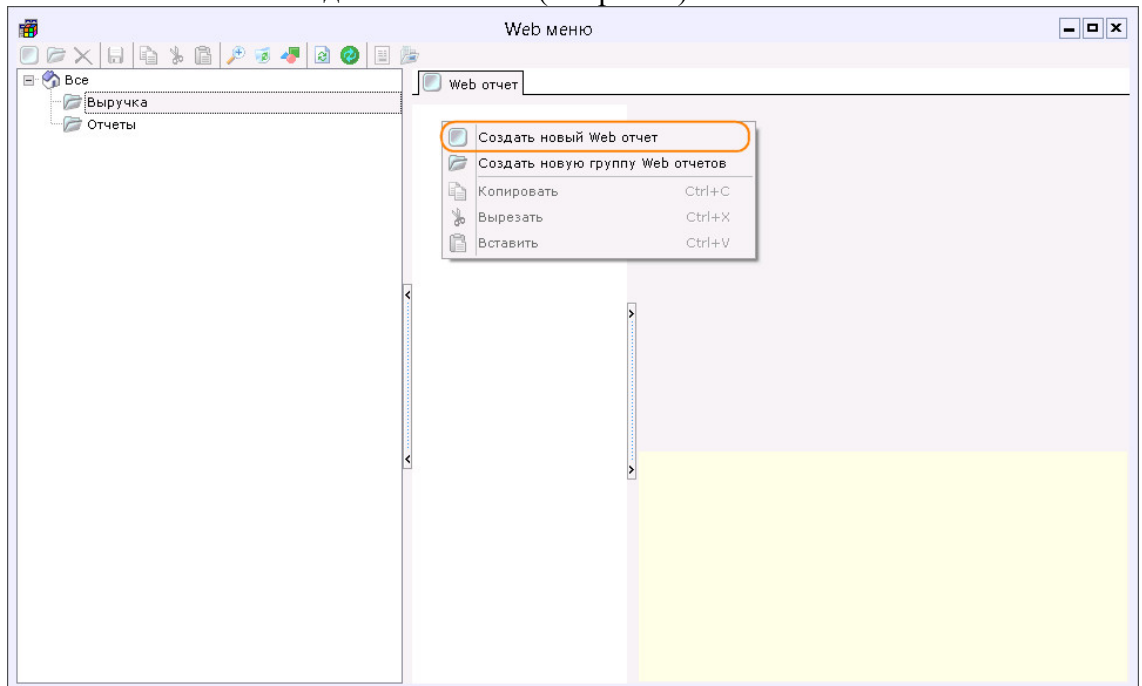 Web меню
Все
Выручка
Отчеты
Web отчет
Создать новый Web отчет
Создать новую группу Web отчетов
Копировать Ctrl+C
Вырезать Ctrl+X
Вставить Ctrl+V